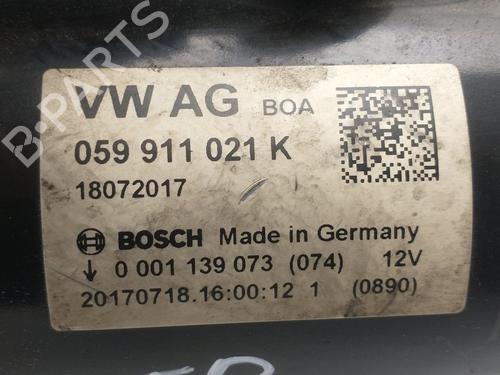 B-PARTS
VW AG BOA
059 911 021 K
18072017
BOSCH Made in Germany
0 001 139 073 (074) 12V
20170718.16:00:12 1 (0890)